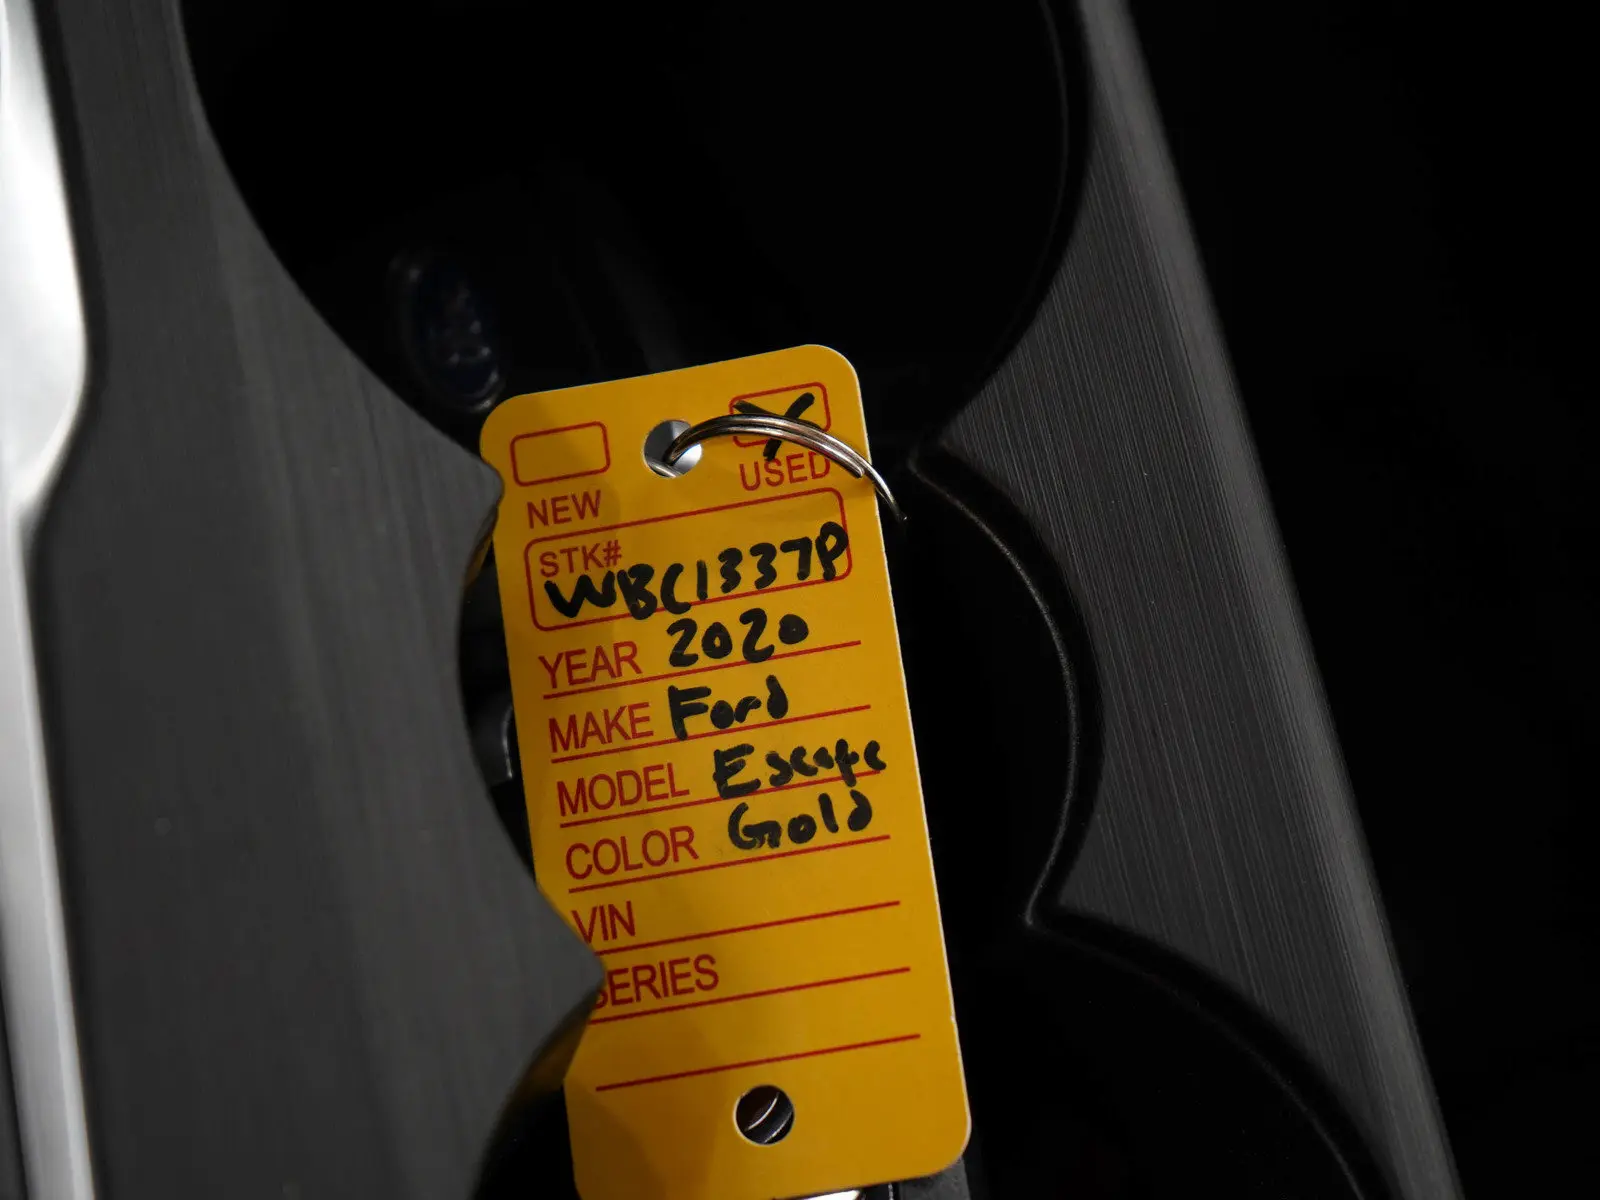 NEW USED
STK#
WBC1337P
YEAR 2020
MAKE Ford
MODEL Escape
COLOR Gold
VIN
SERIES